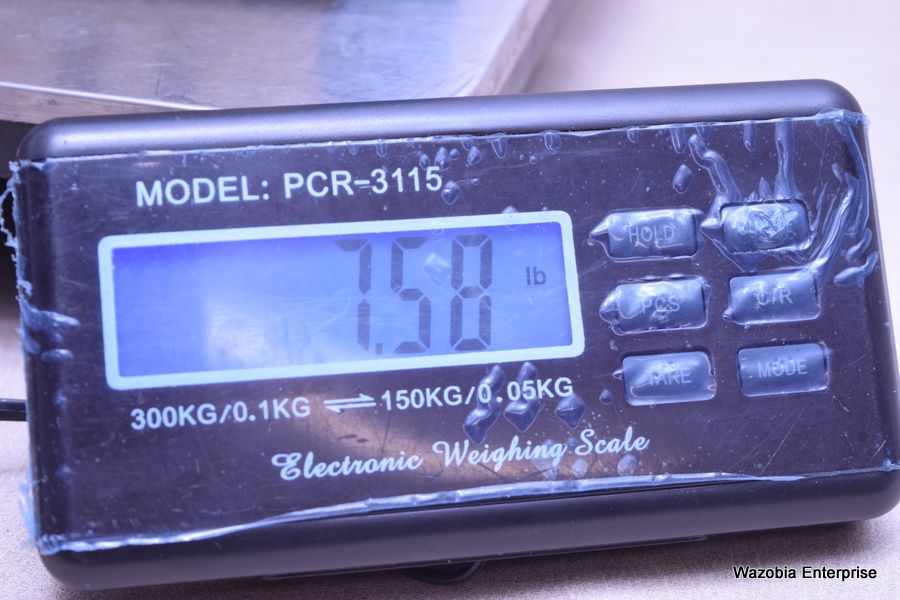 MODEL: PCR-3115
7.58 lb
HOLD
PCS
C/R
TARE
MODE
300KG/0.1KG ⇌ 150KG/0.05KG
Electronic Weighing Scale
Wazobia Enterprise